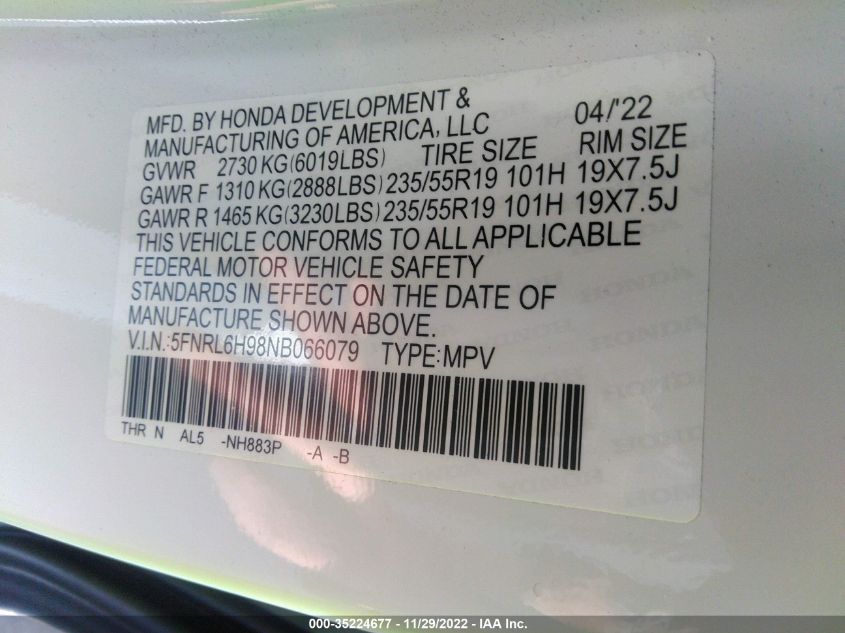 MFD. BY HONDA DEVELOPMENT & 04/'22
MANUFACTURING OF AMERICA, LLC
GVWR 2730 KG(6019LBS) TIRE SIZE RIM SIZE
GAWR F 1310 KG(2888LBS) 235/55R19 101H 19X7.5J
GAWR R 1465 KG(3230LBS) 235/55R19 101H 19X7.5J
THIS VEHICLE CONFORMS TO ALL APPLICABLE
FEDERAL MOTOR VEHICLE SAFETY
STANDARDS IN EFFECT ON THE DATE OF
MANUFACTURE SHOWN ABOVE.
V.I.N.:5FNRL6H98NB066079 TYPE:MPV
THR N AL5 -NH883P -A -B
000-35224677 - 11/29/2022 - IAA Inc.